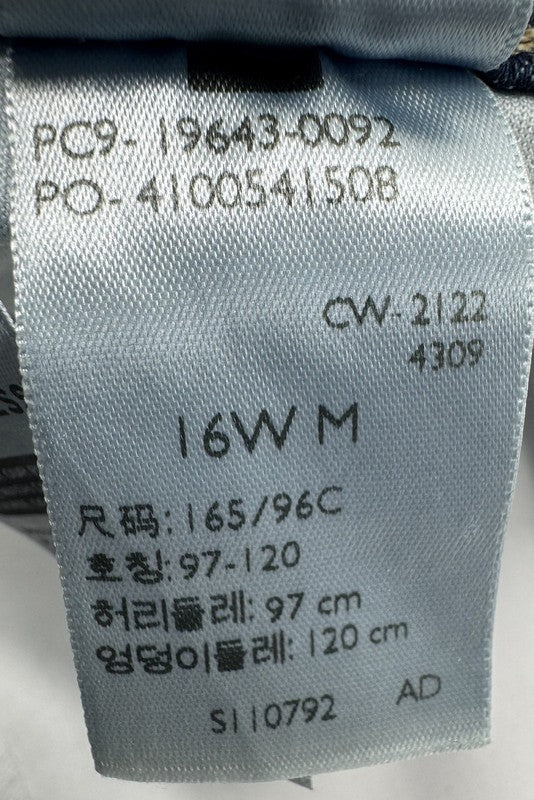 PC9- 19643-0092
PO- 4100541508
CW- 2122
4309
16W M
尺码: 165/96C
호칭: 97-120
허리둘레: 97 cm
엉덩이둘레: 120 cm
S110792 AD